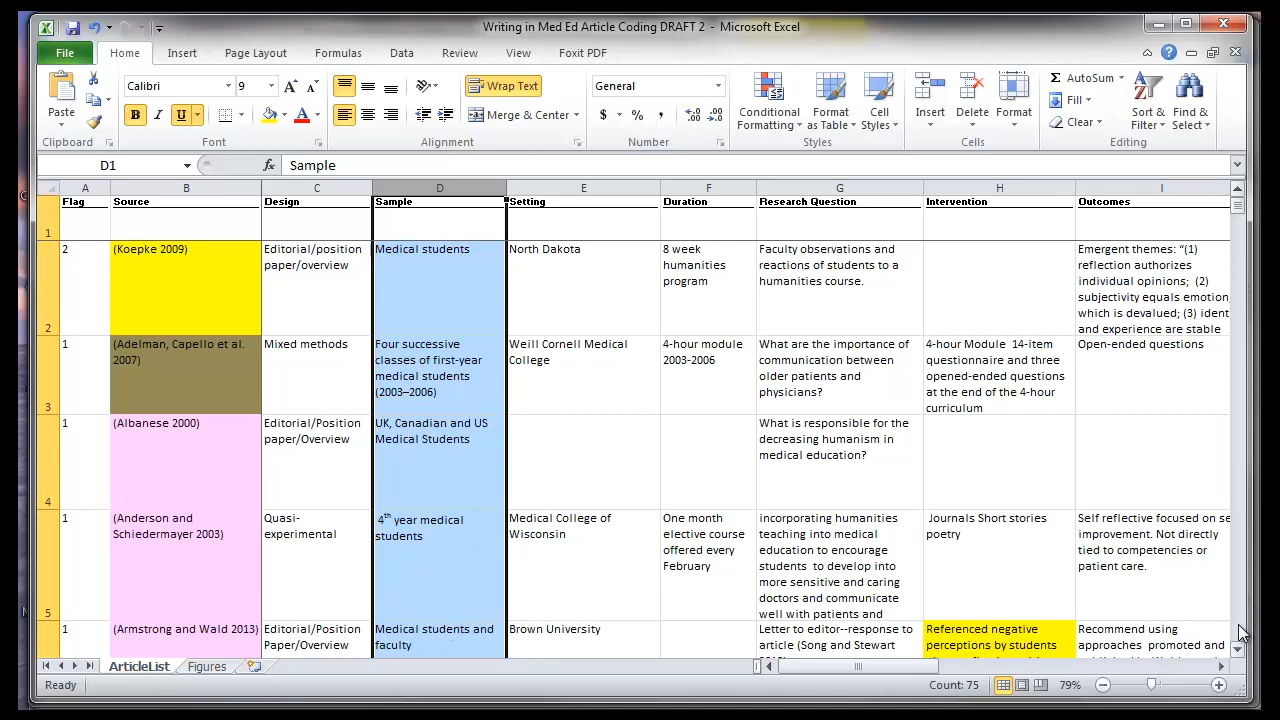 Writing in Med Ed Article Coding DRAFT 2 - Microsoft Excel
File Home Insert Page Layout Formulas Data Review View Foxit PDF
Calibri 9 Wrap Text General AutoSum
Paste B I U Merge & Center $ % , Conditional Formatting Format as Table Cell Styles Insert Delete Format Fill Clear Sort & Filter Find & Select
Clipboard Font Alignment Number Styles Cells Editing
D1 fx Sample
A B C D E F G H I
1 Flag Source Design Sample Setting Duration Research Question Intervention Outcomes
2
2
(Koepke 2009)
Editorial/position
paper/overview
Medical students
North Dakota
8 week
humanities
program
Faculty observations and
reactions of students to a
humanities course.
Emergent themes: “(1)
reflection authorizes
individual opinions; (2)
subjectivity equals emotion,
which is devalued; (3) ident
and experience are stable
3
1
(Adelman, Capello et al.
2007)
Mixed methods
Four successive
classes of first-year
medical students
(2003–2006)
Weill Cornell Medical
College
4-hour module
2003-2006
What are the importance of
communication between
older patients and
physicians?
4-hour Module 14-item
questionnaire and three
opened-ended questions
at the end of the 4-hour
curriculum
Open-ended questions
4
1
(Albanese 2000)
Editorial/Position
paper/Overview
UK, Canadian and US
Medical Students
What is responsible for the
decreasing humanism in
medical education?
5
1
(Anderson and
Schiedermayer 2003)
Quasi-
experimental
4th year medical
students
Medical College of
Wisconsin
One month
elective course
offered every
February
incorporating humanities
teaching into medical
education to encourage
students to develop into
more sensitive and caring
doctors and communicate
well with patients and
Journals Short stories
poetry
Self reflective focused on se
improvement. Not directly
tied to competencies or
patient care.
1
(Armstrong and Wald 2013)
Editorial/Position
Paper/Overview
Medical students and
faculty
Brown University
Letter to editor--response to
article (Song and Stewart
Referenced negative
perceptions by students
Recommend using
approaches promoted and
ArticleList Figures
Ready Count: 75 79%